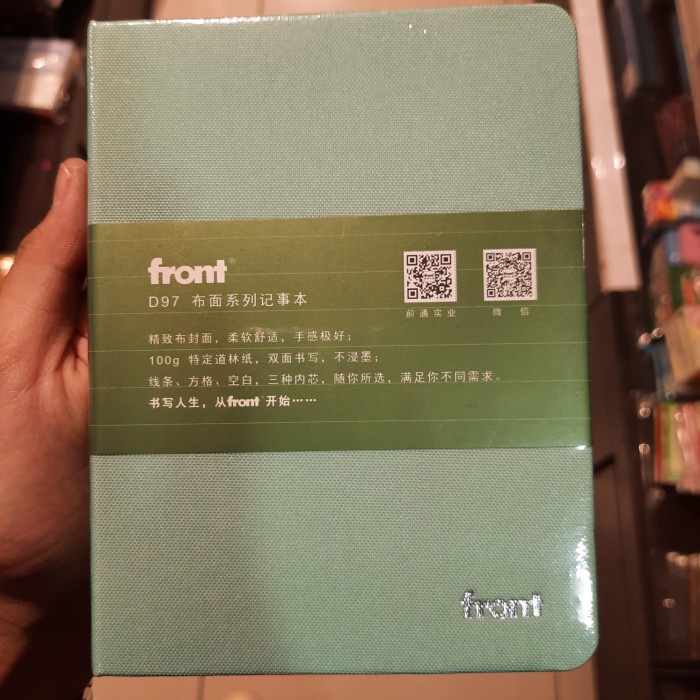 front®
D97 布面系列记事本
前通实业
微 信
精致布封面，柔软舒适，手感极好；
100g 特定道林纸，双面书写，不浸墨；
线条、方格、空白，三种内芯，随你所选，满足你不同需求。
书写人生，从front®开始……
front